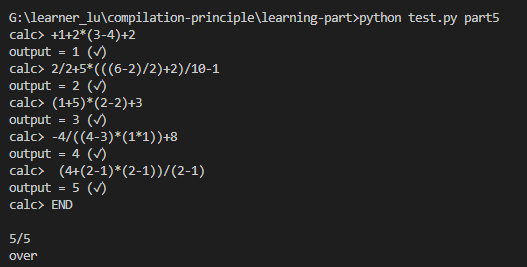 G:\learner_lu\compilation-principle\learning-part>python test.py part5
calc> +1+2*(3-4)+2
output = 1 (√)
calc> 2/2+5*(((6-2)/2)+2)/10-1
output = 2 (√)
calc> (1+5)*(2-2)+3
output = 3 (√)
calc> -4/((4-3)*(1*1))+8
output = 4 (√)
calc>  (4+(2-1)*(2-1))/(2-1)
output = 5 (√)
calc> END

5/5
over